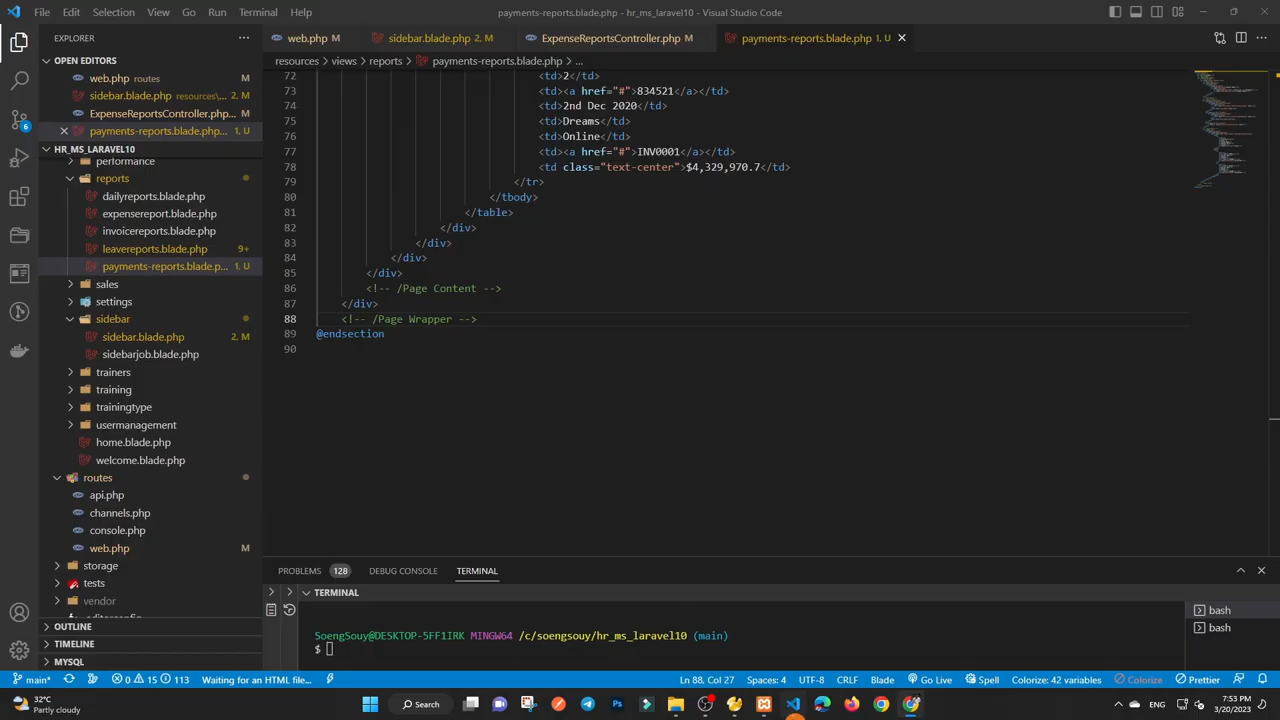 File Edit Selection View Go Run Terminal Help
payments-reports.blade.php - hr_ms_laravel10 - Visual Studio Code
EXPLORER
web.php M
sidebar.blade.php 2, M
ExpenseReportsController.php M
payments-reports.blade.php 1, U
OPEN EDITORS
web.php routes M
sidebar.blade.php resources\... 2, M
ExpenseReportsController.php... M
payments-reports.blade.php... 1, U
resources > views > reports > payments-reports.blade.php > ...
HR_MS_LARAVEL10
performance
reports
dailyreports.blade.php
expensereport.blade.php
invoicereports.blade.php
leavereports.blade.php 9+
payments-reports.blade.p... 1, U
sales
settings
sidebar
sidebar.blade.php 2, M
sidebarjob.blade.php
trainers
training
trainingtype
usermanagement
home.blade.php
welcome.blade.php
routes
api.php
channels.php
console.php
web.php M
storage
tests
vendor
.editorconfig
OUTLINE
TIMELINE
MYSQL
72 <td>2</td>
73 <td><a href="#">834521</a></td>
74 <td>2nd Dec 2020</td>
75 <td>Dreams</td>
76 <td>Online</td>
77 <td><a href="#">INV0001</a></td>
78 <td class="text-center">$4,329,970.7</td>
79 </tr>
80 </tbody>
81 </table>
82 </div>
83 </div>
84 </div>
85 </div>
86 <!-- /Page Content -->
87 </div>
88 <!-- /Page Wrapper -->
89 @endsection
90
PROBLEMS 128 DEBUG CONSOLE TERMINAL
TERMINAL
SoengSouy@DESKTOP-5FF1IRK MINGW64 /c/soengsouy/hr_ms_laravel10 (main)
$
bash
bash
main* 0 15 113 Waiting for an HTML file... Ln 88, Col 27 Spaces: 4 UTF-8 CRLF Blade Go Live Spell Colorize: 42 variables Colorize Prettier
6
32°C
Partly cloudy
Search
ENG
7:53 PM
3/20/2023